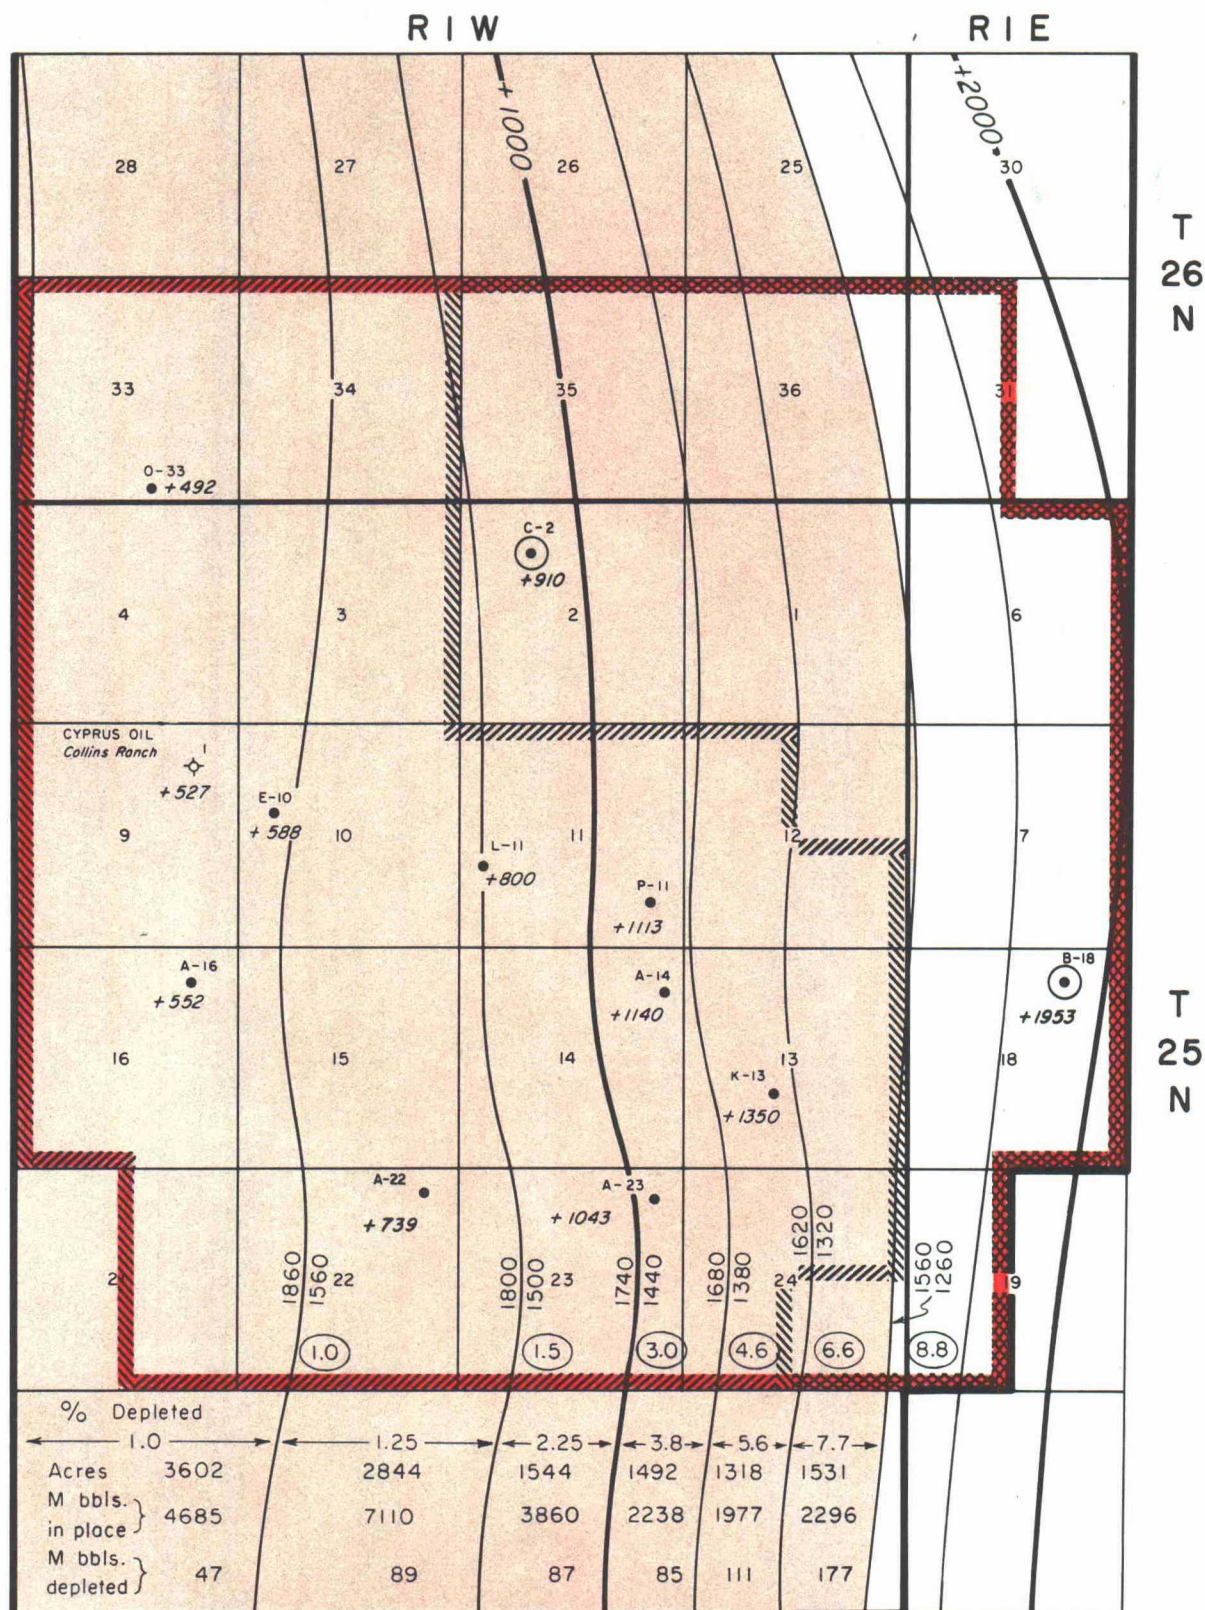 R I W
R I E
+1000
+2000
28
27
26
25
30
T
26
N
33
34
35
36
31
O-33
+492
C-2
+910
4
3
2
1
6
CYPRUS OIL
Collins Ranch
1
+527
E-10
+588
9
10
11
12
7
L-11
+800
P-11
+1113
A-16
+552
A-14
+1140
B-18
+1953
T
25
N
16
15
14
13
18
K-13
+1350
A-22
+739
A-23
+1043
2
22
23
24
19
1860
1560
1800
1500
1740
1440
1680
1380
1620
1320
1560
1260
1.0
1.5
3.0
4.6
6.6
8.8
% Depleted
1.0 1.25 2.25 3.8 5.6 7.7
Acres 3602 2844 1544 1492 1318 1531
M bbls. in place } 4685 7110 3860 2238 1977 2296
M bbls. depleted } 47 89 87 85 111 177